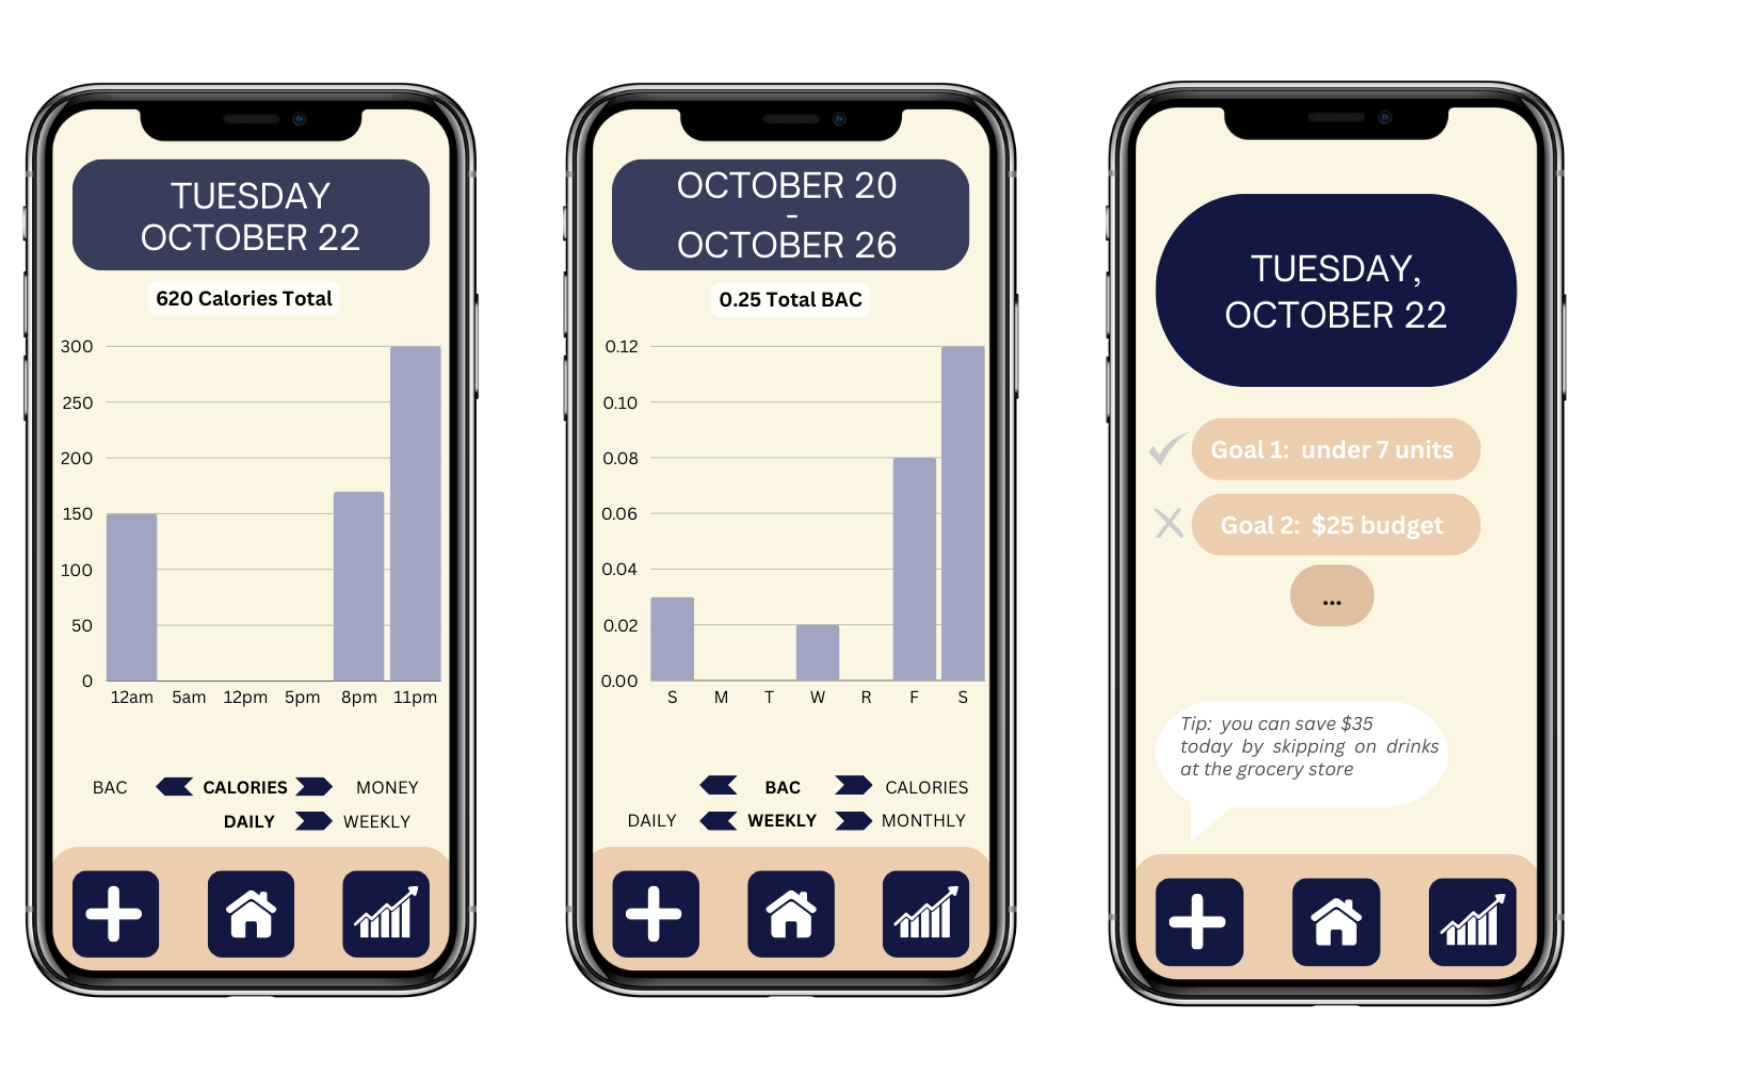 TUESDAY
OCTOBER 22
620 Calories Total
300
250
200
150
100
50
0
12am 5am 12pm 5pm 8pm 11pm
BAC CALORIES MONEY
DAILY WEEKLY
OCTOBER 20
-
OCTOBER 26
0.25 Total BAC
0.12
0.10
0.08
0.06
0.04
0.02
0.00
S M T W R F S
BAC CALORIES
DAILY WEEKLY MONTHLY
TUESDAY,
OCTOBER 22
Goal 1: under 7 units
Goal 2: $25 budget
...
Tip: you can save $35
today by skipping on drinks
at the grocery store